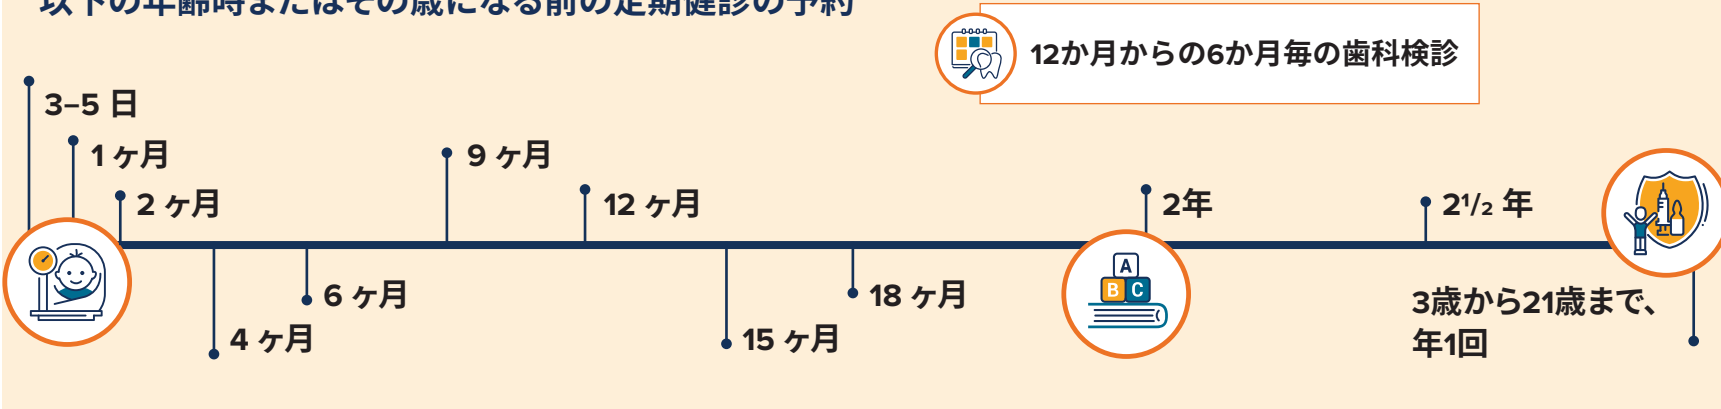 以下の年齢時またはその歳になる前の定期健診の予約
12か月からの6か月毎の歯科検診
3–5 日
1 ヶ月
2 ヶ月
4 ヶ月
6 ヶ月
9 ヶ月
12 ヶ月
15 ヶ月
18 ヶ月
2年
A
B C
2¹/₂ 年
3歳から21歳まで、
年1回